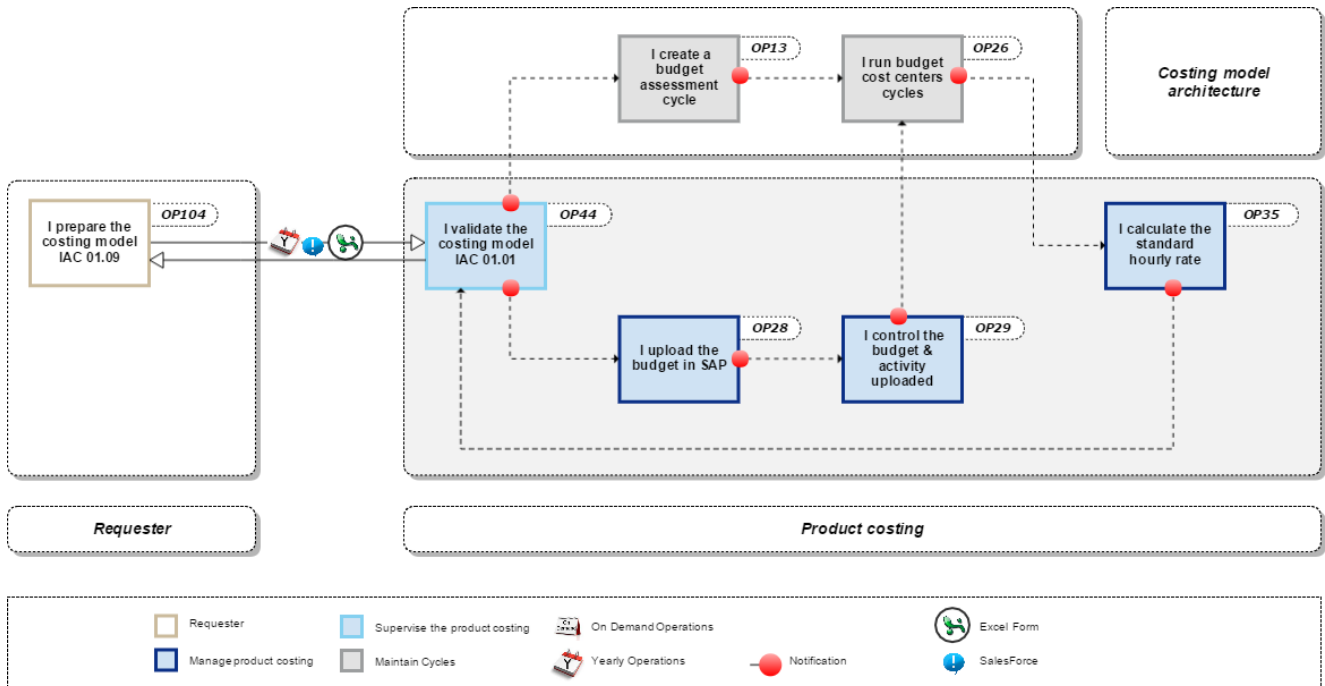 I create a
budget
assessment
cycle
OP13
I run budget
cost centers
cycles
OP26
Costing model
architecture
I prepare the
costing model
IAC 01.09
OP104
Y
I validate the
costing model
IAC 01.01
OP44
I calculate the
standard
hourly rate
OP35
I upload the
budget in SAP
OP28
I control the
budget &
activity
uploaded
OP29
Requester
Product costing
Requester
Supervise the product costing
On Demand Operations
Excel Form
Manage product costing
Maintain Cycles
Y
Yearly Operations
Notification
SalesForce